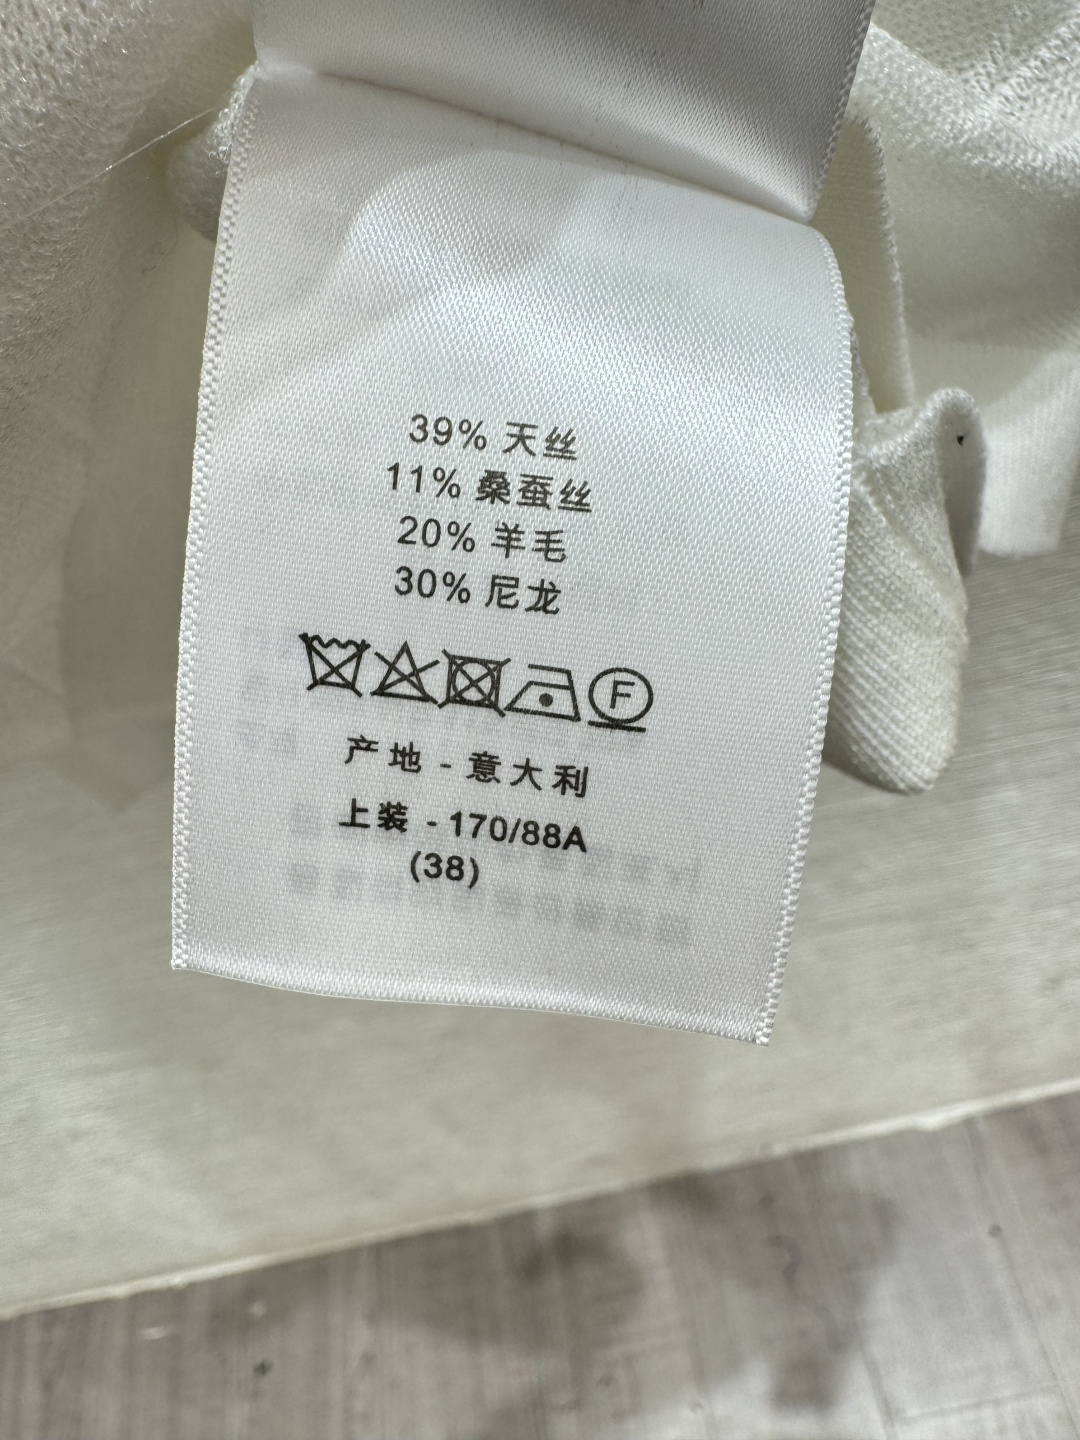 39% 天丝
11% 桑蚕丝
20% 羊毛
30% 尼龙
F
产地 - 意大利
上装 - 170/88A
(38)